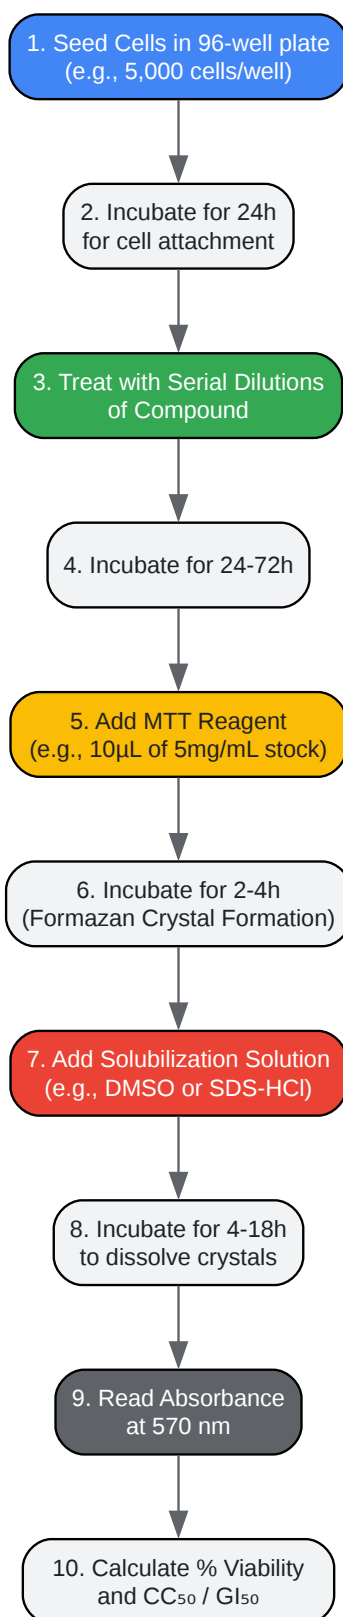 1. Seed Cells in 96-well plate
(e.g., 5,000 cells/well)
2. Incubate for 24h
for cell attachment
3. Treat with Serial Dilutions
of Compound
4. Incubate for 24-72h
5. Add MTT Reagent
(e.g., 10µL of 5mg/mL stock)
6. Incubate for 2-4h
(Formazan Crystal Formation)
7. Add Solubilization Solution
(e.g., DMSO or SDS-HCl)
8. Incubate for 4-18h
to dissolve crystals
9. Read Absorbance
at 570 nm
10. Calculate % Viability
and CC₅₀ / GI₅₀